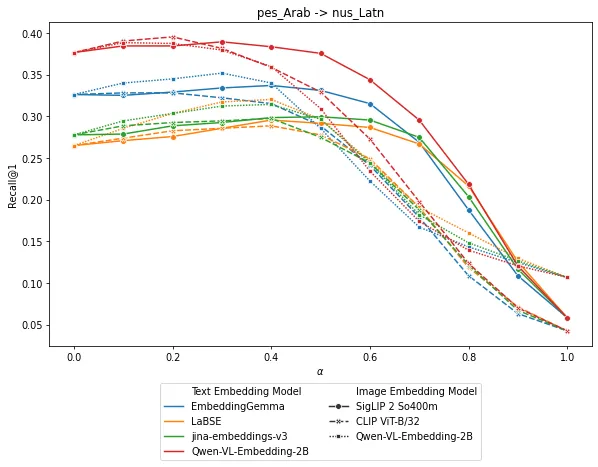 pes_Arab -> nus_Latn
Recall@1
0.40
0.35
0.30
0.25
0.20
0.15
0.10
0.05
0.0
0.2
0.4
0.6
0.8
1.0
α
Text Embedding Model
EmbeddingGemma
LaBSE
jina-embeddings-v3
Qwen-VL-Embedding-2B
Image Embedding Model
SigLIP 2 So400m
CLIP ViT-B/32
Qwen-VL-Embedding-2B